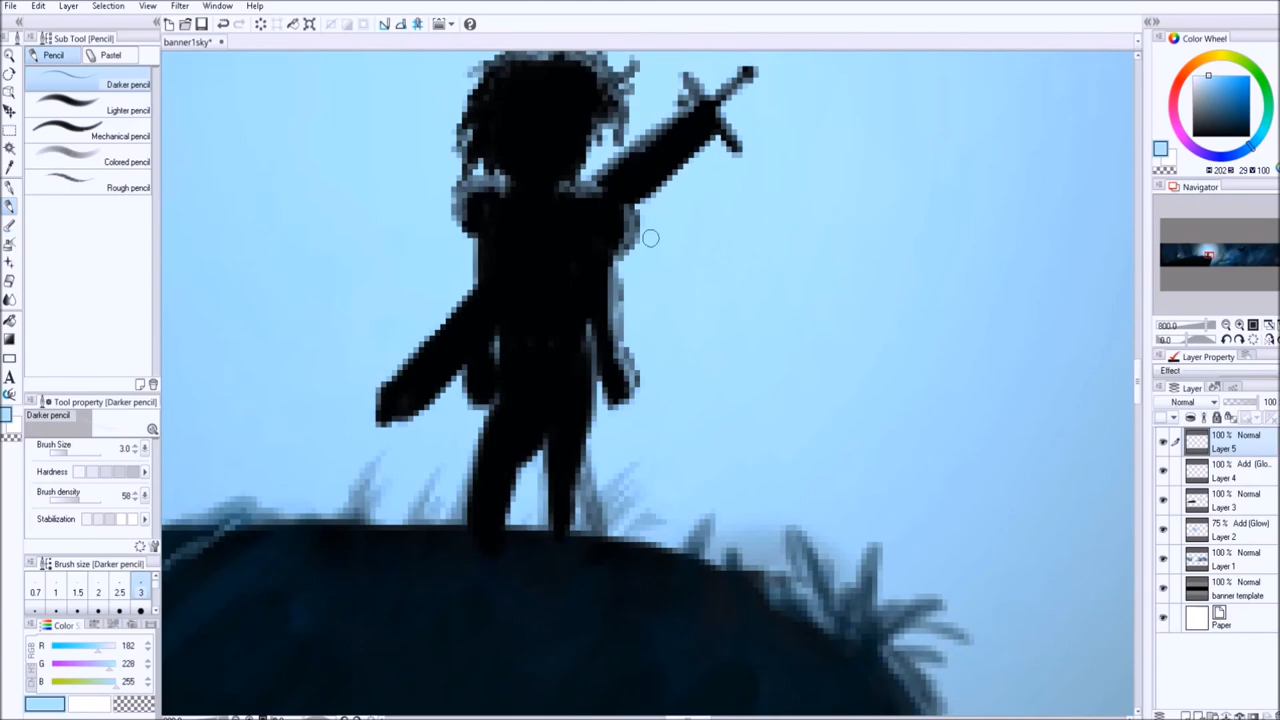 File Edit Layer Selection View Filter Window Help
Sub Tool [Pencil]
banner1sky*
Color Wheel
Pencil Pastel
Darker pencil
Lighter pencil
Mechanical pencil
Colored pencil
Rough pencil
202 29 100
Navigator
800.0
0.0
Layer Property
Effect
Layer
Normal 100
Tool property [Darker pencil]
Darker pencil
Brush Size 3.0
Hardness
Brush density 58
Stabilization
100 % Normal
Layer 5
100 % Add (Glo..
Layer 4
100 % Normal
Layer 3
75 % Add (Glow)
Layer 2
100 % Normal
Layer 1
100 % Normal
banner template
Paper
Brush size [Darker pencil]
0.7 1 1.5 2 2.5 3
Color S
R 182
G 228
B 255